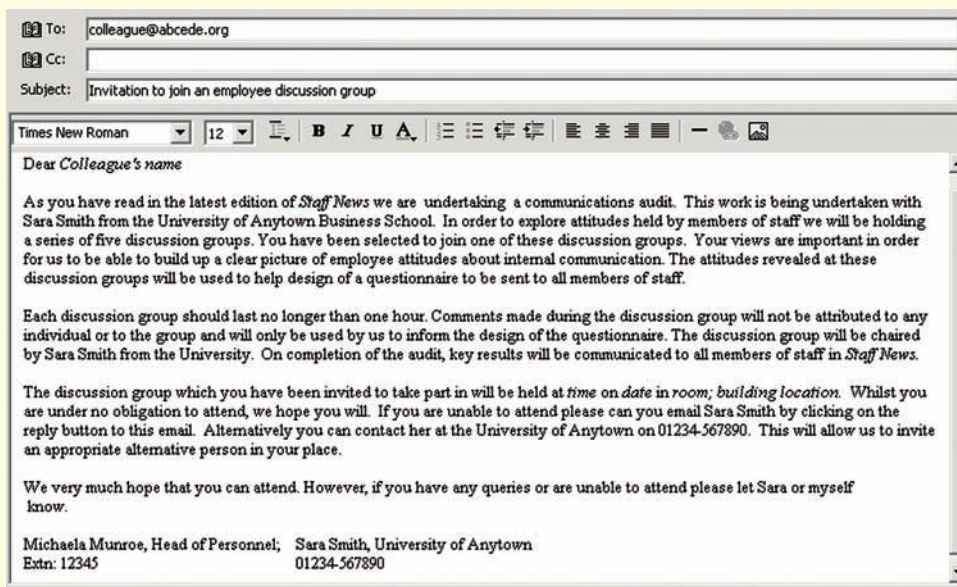 To: colleague@abcede.org
Cc:
Subject: Invitation to join an employee discussion group
Times New Roman 12 B I U A
Dear Colleague's name
As you have read in the latest edition of Staff News we are undertaking a communications audit. This work is being undertaken with
Sara Smith from the University of Anytown Business School. In order to explore attitudes held by members of staff we will be holding
a series of five discussion groups. You have been selected to join one of these discussion groups. Your views are important in order
for us to be able to build up a clear picture of employee attitudes about internal communication. The attitudes revealed at these
discussion groups will be used to help design of a questionnaire to be sent to all members of staff.
Each discussion group should last no longer than one hour. Comments made during the discussion group will not be attributed to any
individual or to the group and will only be used by us to inform the design of the questionnaire. The discussion group will be chaired
by Sara Smith from the University. On completion of the audit, key results will be communicated to all members of staff in Staff News.
The discussion group which you have been invited to take part in will be held at time on date in room; building location. Whilst you
are under no obligation to attend, we hope you will. If you are unable to attend please can you email Sara Smith by clicking on the
reply button to this email. Alternatively you can contact her at the University of Anytown on 01234-567890. This will allow us to invite
an appropriate alternative person in your place.
We very much hope that you can attend. However, if you have any queries or are unable to attend please let Sara or myself
know.
Michaela Munroe, Head of Personnel; Sara Smith, University of Anytown
Extn: 12345 01234-567890